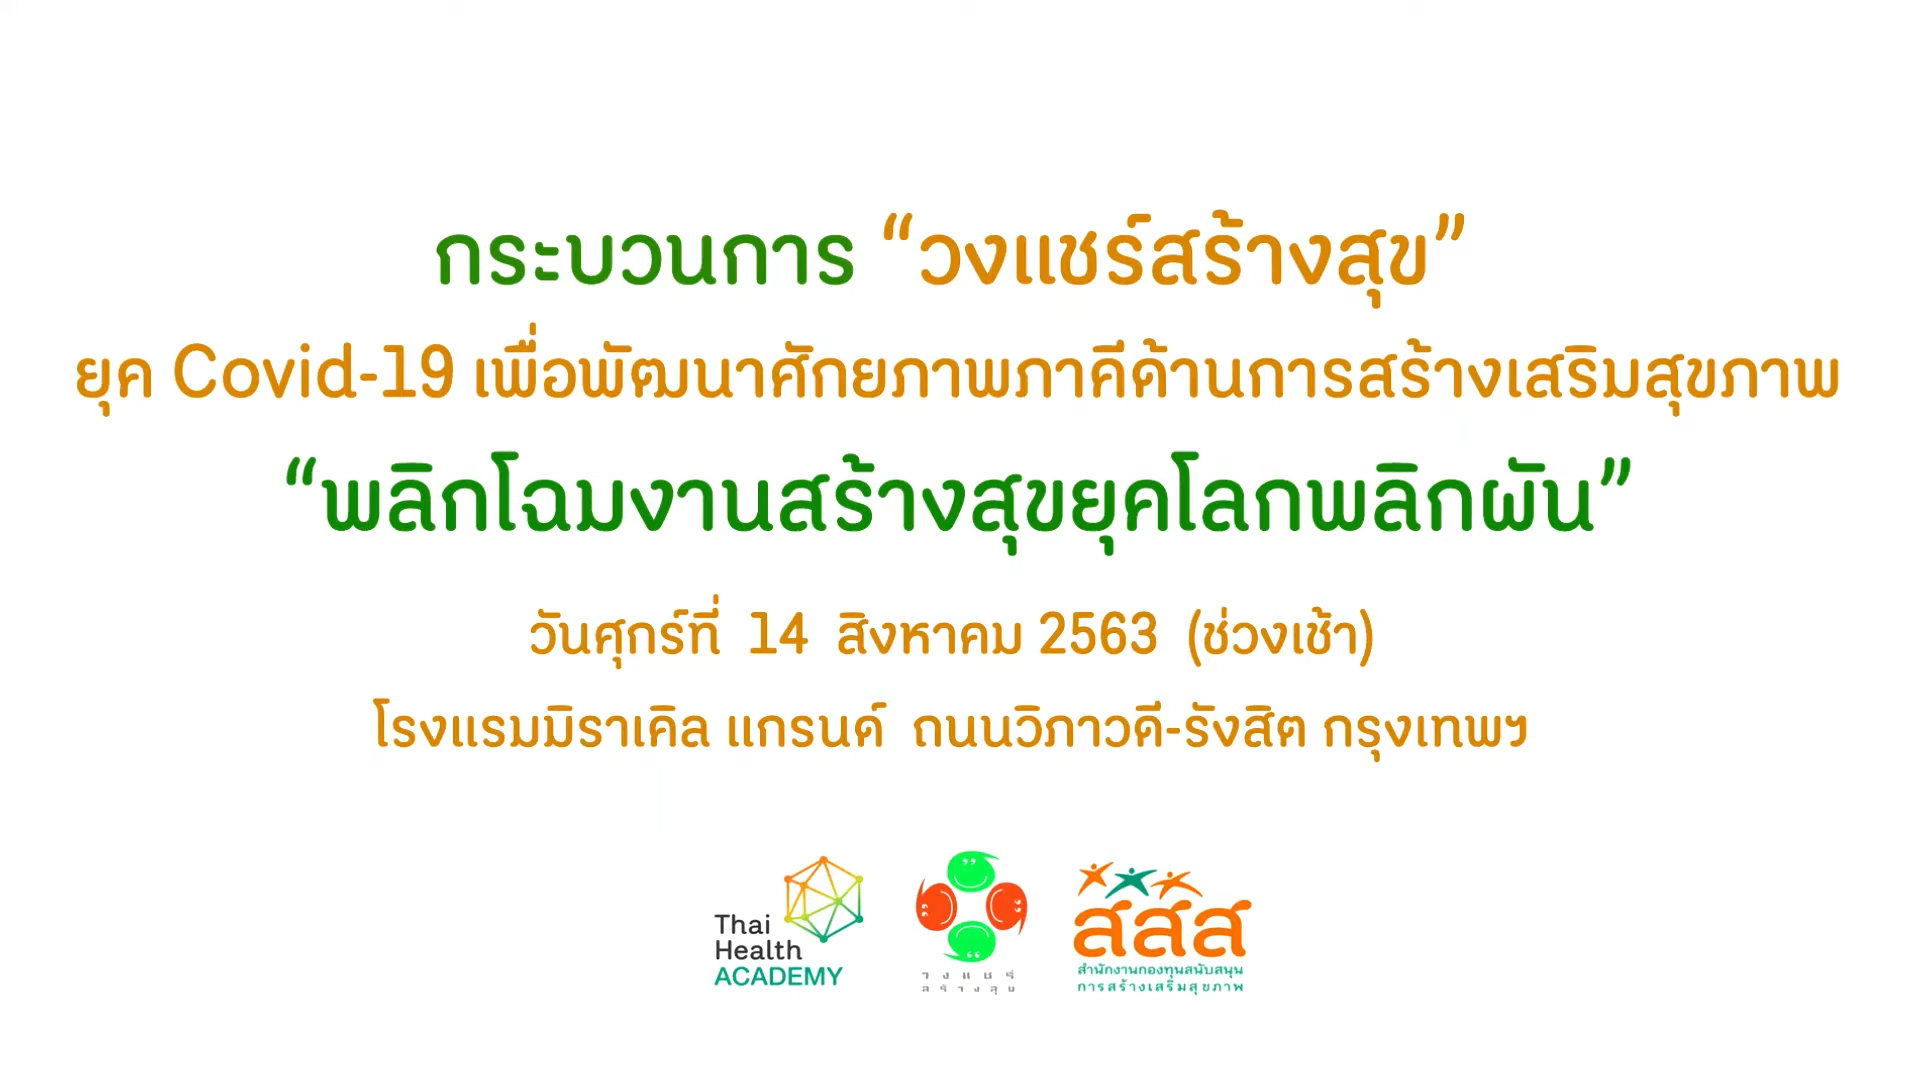 กระบวนการ “วงแชร์สร้างสุข”
ยุค Covid-19 เพื่อพัฒนาศักยภาพภาคีด้านการสร้างเสริมสุขภาพ
“พลิกโฉมงานสร้างสุขยุคโลกพลิกผัน”
วันศุกร์ที่ 14 สิงหาคม 2563 (ช่วงเช้า)
โรงแรมมิราเคิล แกรนด์ ถนนวิภาวดี-รังสิต กรุงเทพฯ
Thai
Health
ACADEMY
วงแชร์
สร้างสุข
สสส
สำนักงานกองทุนสนับสนุน
การสร้างเสริมสุขภาพ